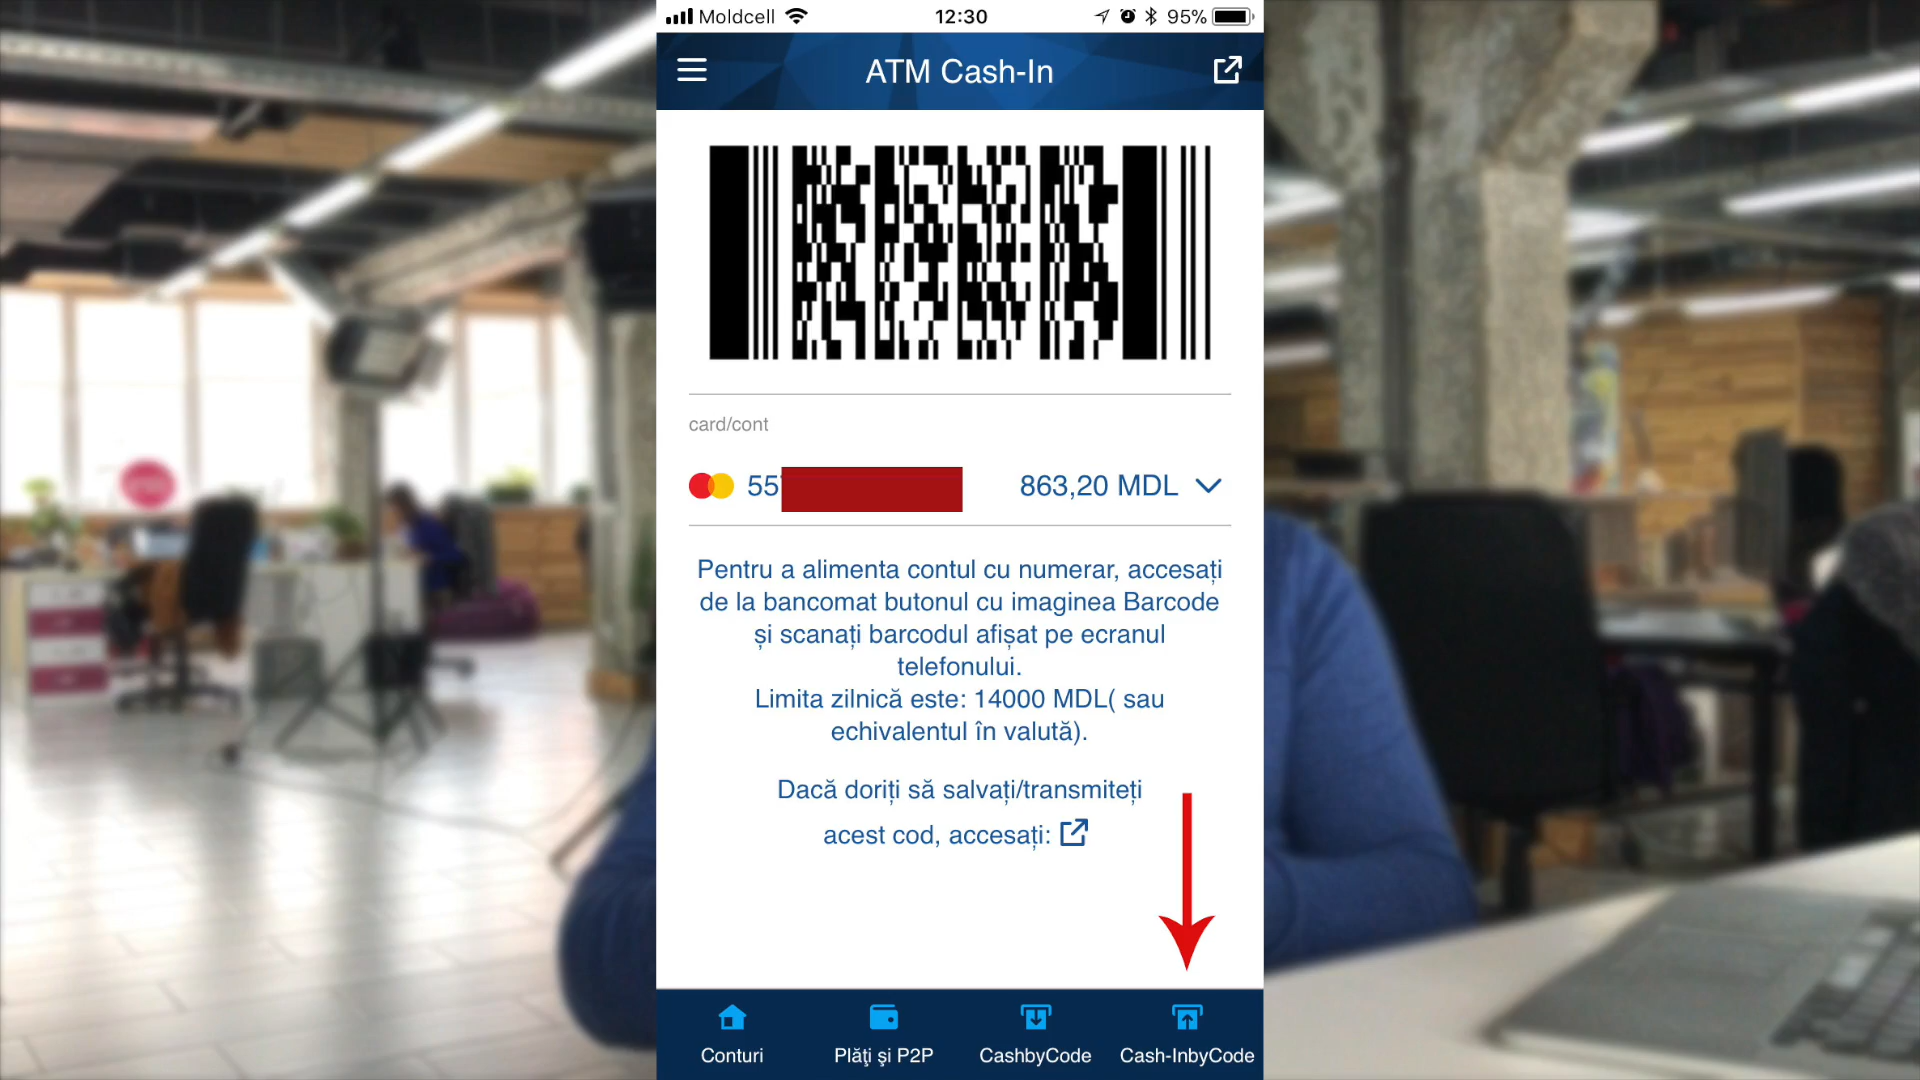 Moldcell 12:30 95%
ATM Cash-In
card/cont
55 863,20 MDL
Pentru a alimenta contul cu numerar, accesați
de la bancomat butonul cu imaginea Barcode
și scanați barcodul afișat pe ecranul
telefonului.
Limita zilnică este: 14000 MDL( sau
echivalentul în valută).
Dacă doriți să salvați/transmiteți
acest cod, accesați:
Conturi Plăţi şi P2P CashbyCode Cash-InbyCode